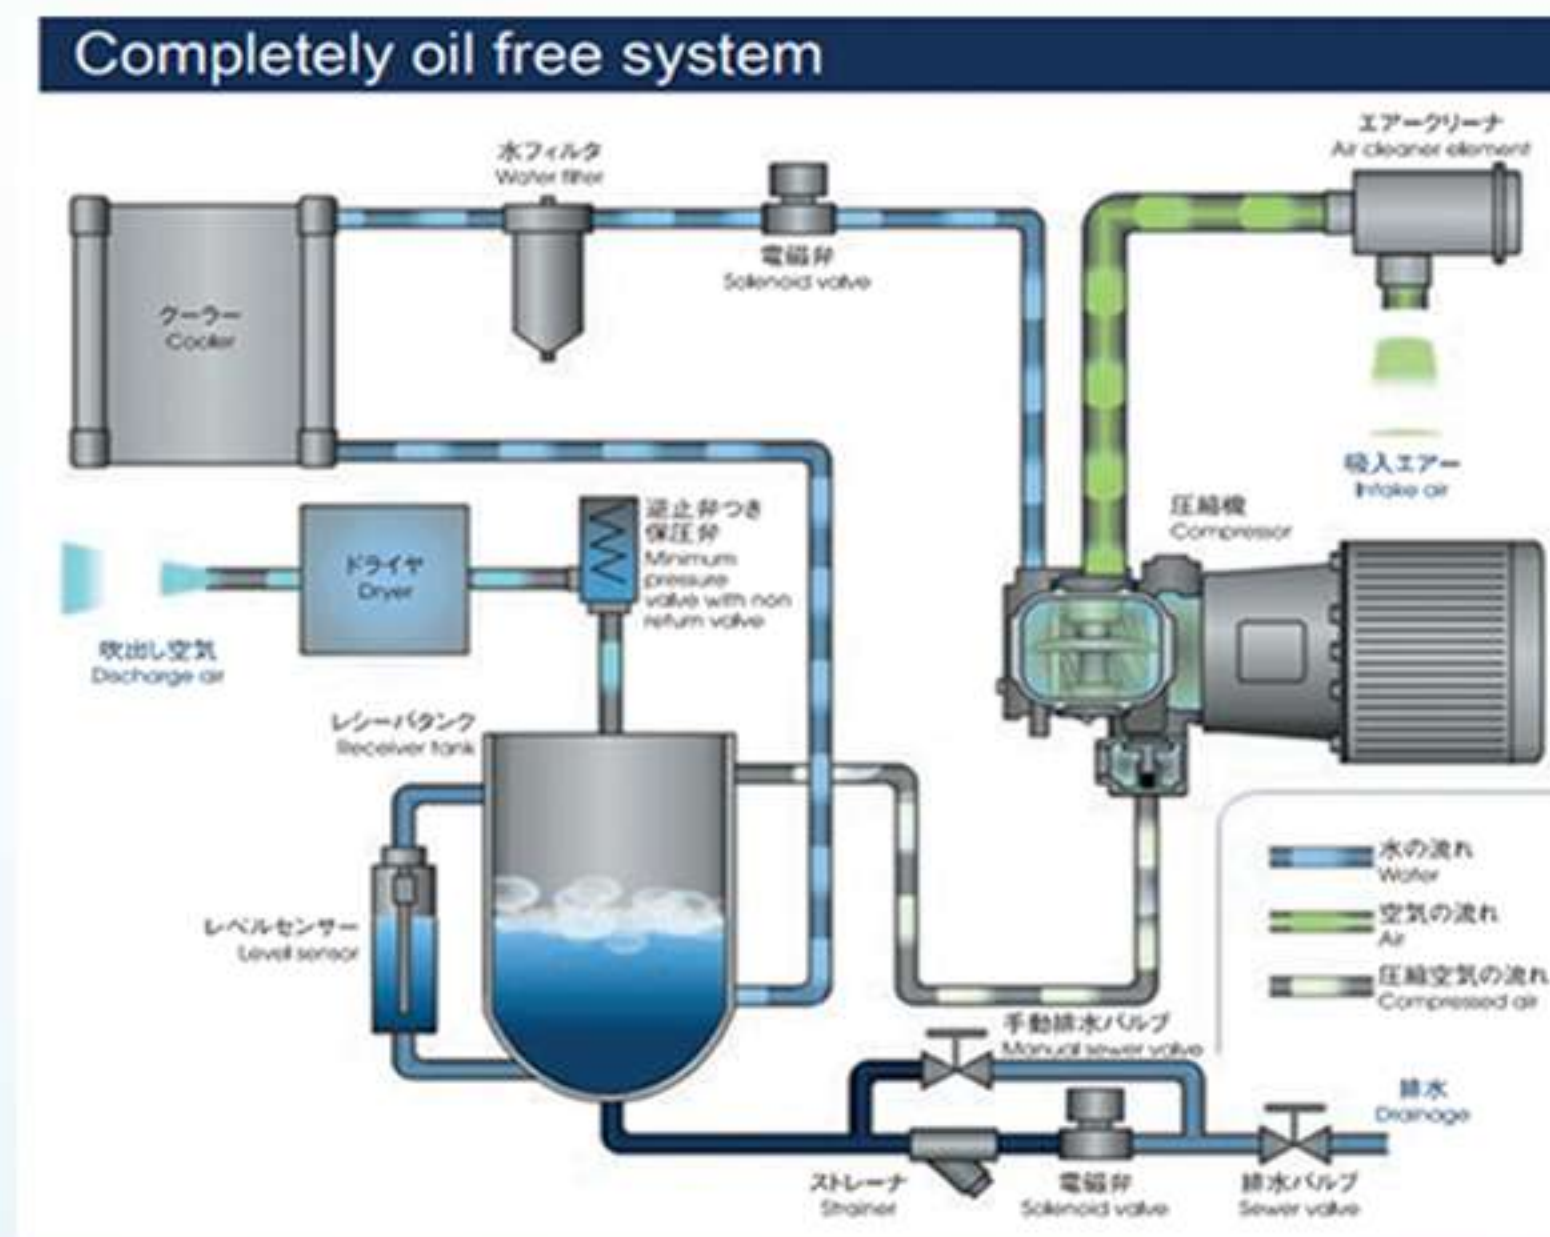 Completely oil free system
水フィルタ
Water filter
エアークリーナ
Air cleaner element
電磁弁
Solenoid valve
クーラー
Cooler
吸入エアー
Intake air
圧縮機
Compressor
逆止弁つき
保圧弁
Minimum
pressure
valve with non
return valve
ドライヤ
Dryer
吹出し空気
Discharge air
レシーバタンク
Receiver tank
レベルセンサー
Level sensor
水の流れ
Water
空気の流れ
Air
圧縮空気の流れ
Compressed air
手動排水バルブ
Manual sewer valve
排水
Drainage
ストレーナ
Strainer
電磁弁
Solenoid valve
排水バルブ
Sewer valve